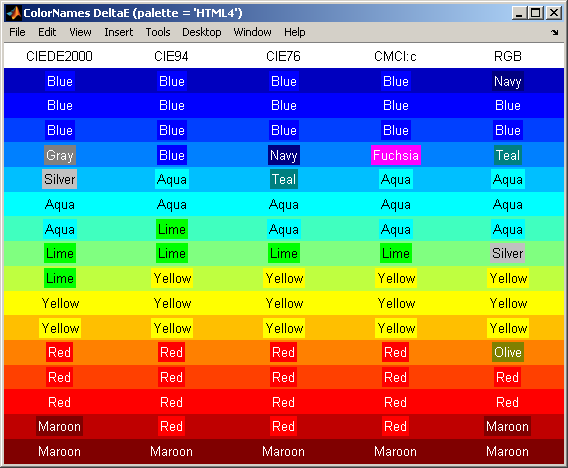 ColorNames DeltaE (palette = 'HTML4')
File Edit View Insert Tools Desktop Window Help
CIEDE2000 CIE94 CIE76 CMCl:c RGB
Blue Blue Blue Blue Navy
Blue Blue Blue Blue Blue
Blue Blue Blue Blue Blue
Gray Blue Navy Fuchsia Teal
Silver Aqua Teal Aqua Aqua
Aqua Aqua Aqua Aqua Aqua
Aqua Lime Aqua Aqua Aqua
Lime Lime Lime Lime Silver
Lime Yellow Yellow Yellow Yellow
Yellow Yellow Yellow Yellow Yellow
Yellow Yellow Yellow Yellow Yellow
Red Red Red Red Olive
Red Red Red Red Red
Red Red Red Red Red
Maroon Red Red Red Maroon
Maroon Maroon Maroon Maroon Maroon